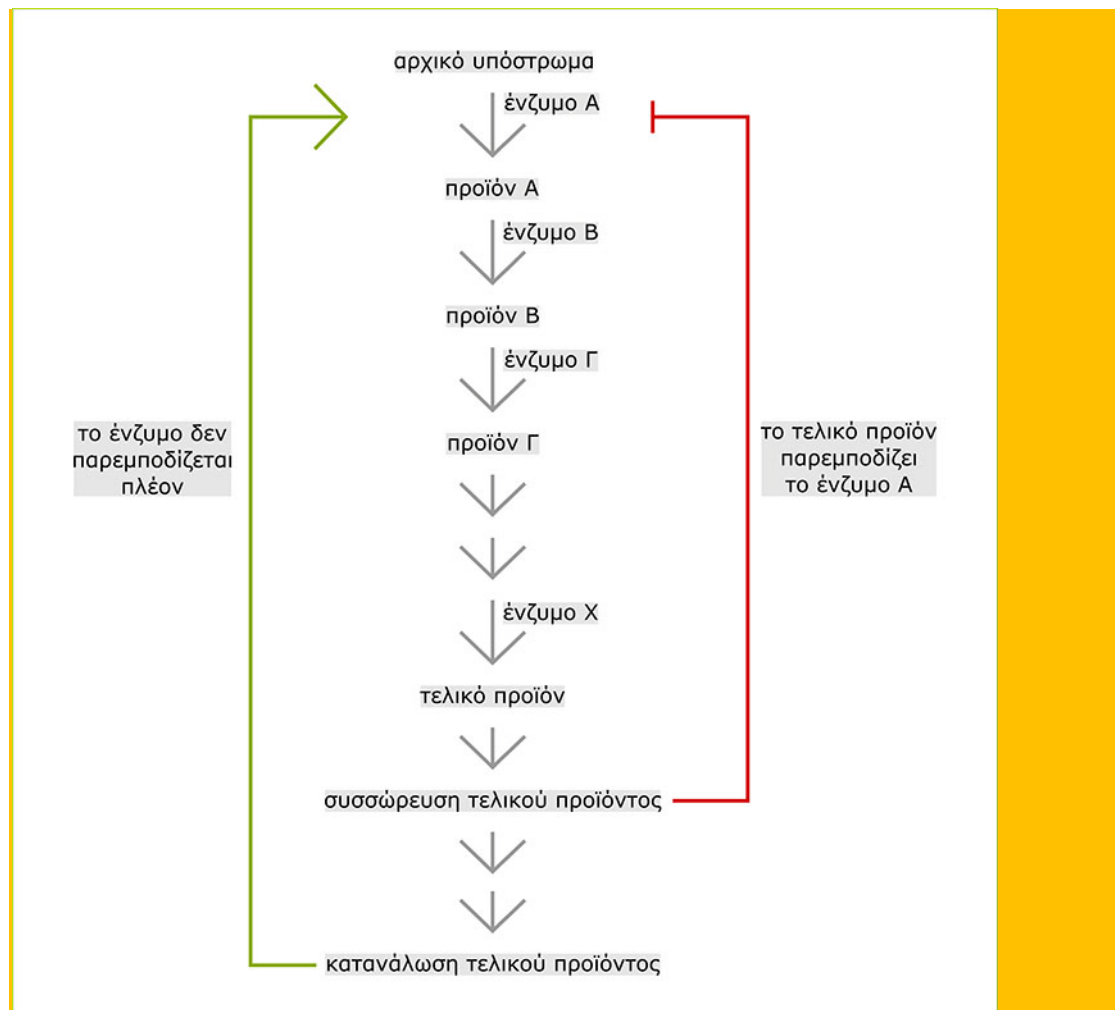 αρχικό υπόστρωμα
ένζυμο Α
προϊόν Α
ένζυμο Β
προϊόν Β
ένζυμο Γ
προϊόν Γ
το ένζυμο δεν
παρεμποδίζεται
πλέον
το τελικό προϊόν
παρεμποδίζει
το ένζυμο Α
ένζυμο Χ
τελικό προϊόν
συσσώρευση τελικού προϊόντος
κατανάλωση τελικού προϊόντος